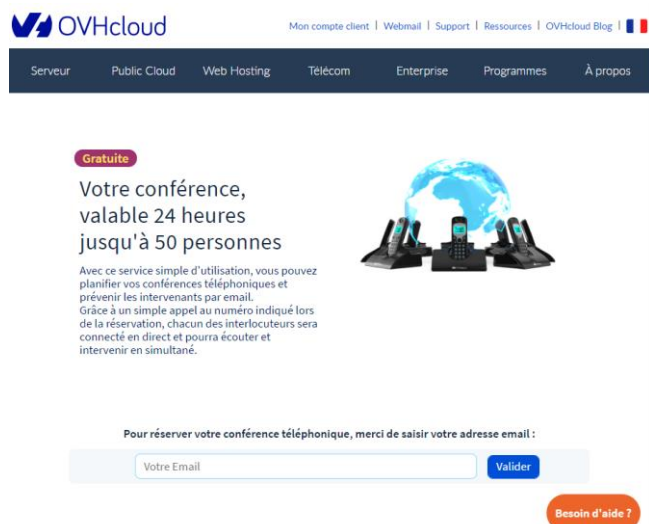 OVHcloud
Mon compte client | Webmail | Support | Ressources | OVHcloud Blog |
Serveur Public Cloud Web Hosting Télécom Enterprise Programmes À propos
Gratuite
Votre conférence,
valable 24 heures
jusqu'à 50 personnes
Avec ce service simple d'utilisation, vous pouvez
planifier vos conférences téléphoniques et
prévenir les intervenants par email.
Grâce à un simple appel au numéro indiqué lors
de la réservation, chacun des interlocuteurs sera
connecté en direct et pourra écouter et
intervenir en simultané.
Pour réserver votre conférence téléphonique, merci de saisir votre adresse email :
Votre Email
Valider
Besoin d'aide ?